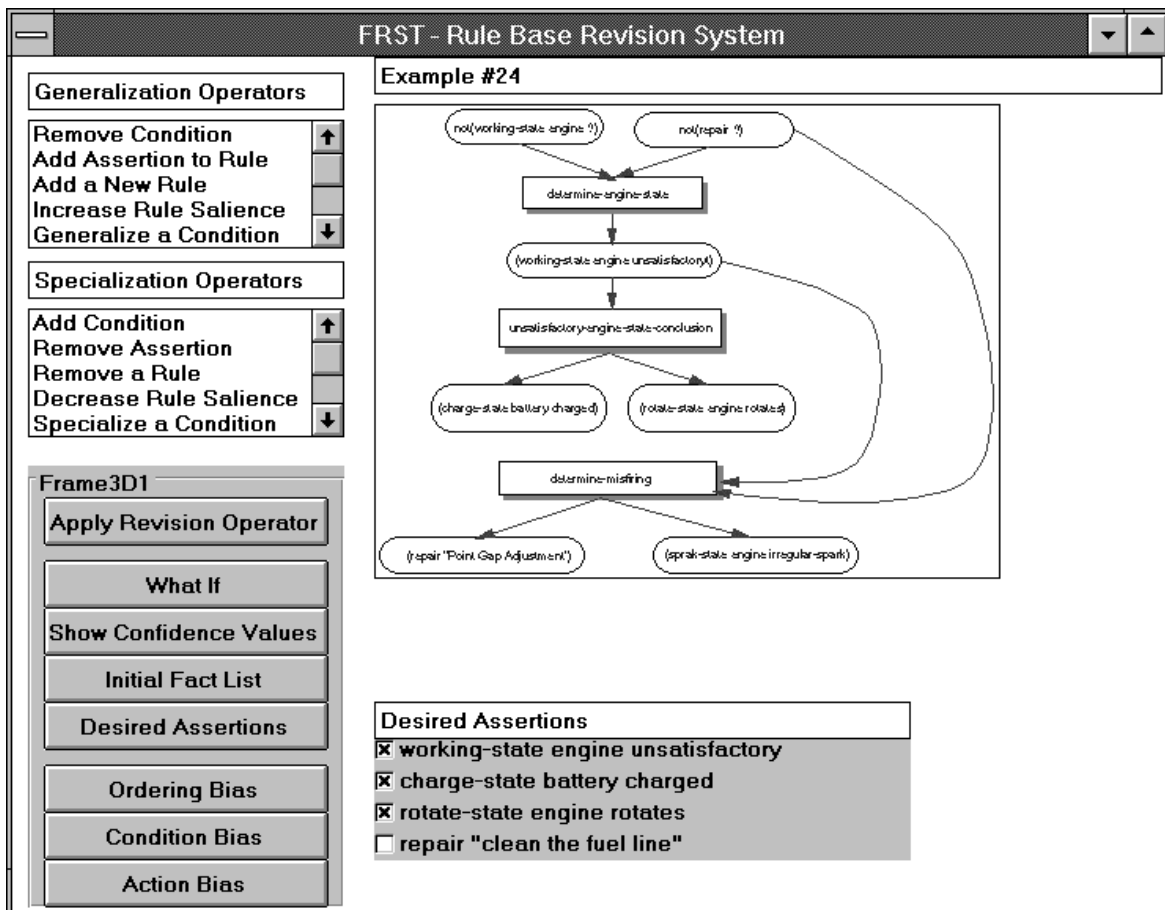 FRST - Rule Base Revision System
Generalization Operators
Remove Condition
Add Assertion to Rule
Add a New Rule
Increase Rule Salience
Generalize a Condition
Specialization Operators
Add Condition
Remove Assertion
Remove a Rule
Decrease Rule Salience
Specialize a Condition
Frame3D1
Apply Revision Operator
What If
Show Confidence Values
Initial Fact List
Desired Assertions
Ordering Bias
Condition Bias
Action Bias
Example #24
not(working-state engine ?)
not(repair ?)
determine-engine-state
(working-state engine unsatisfactoryt)
unsatisfactory-engine-state-conclusion
(charge-state battery charged)
(rotate-state engine rotates)
determine-misfiring
(repair "Point Gap Adjustment")
(sprak-state engine irregular-spark)
Desired Assertions
working-state engine unsatisfactory
charge-state battery charged
rotate-state engine rotates
repair "clean the fuel line"